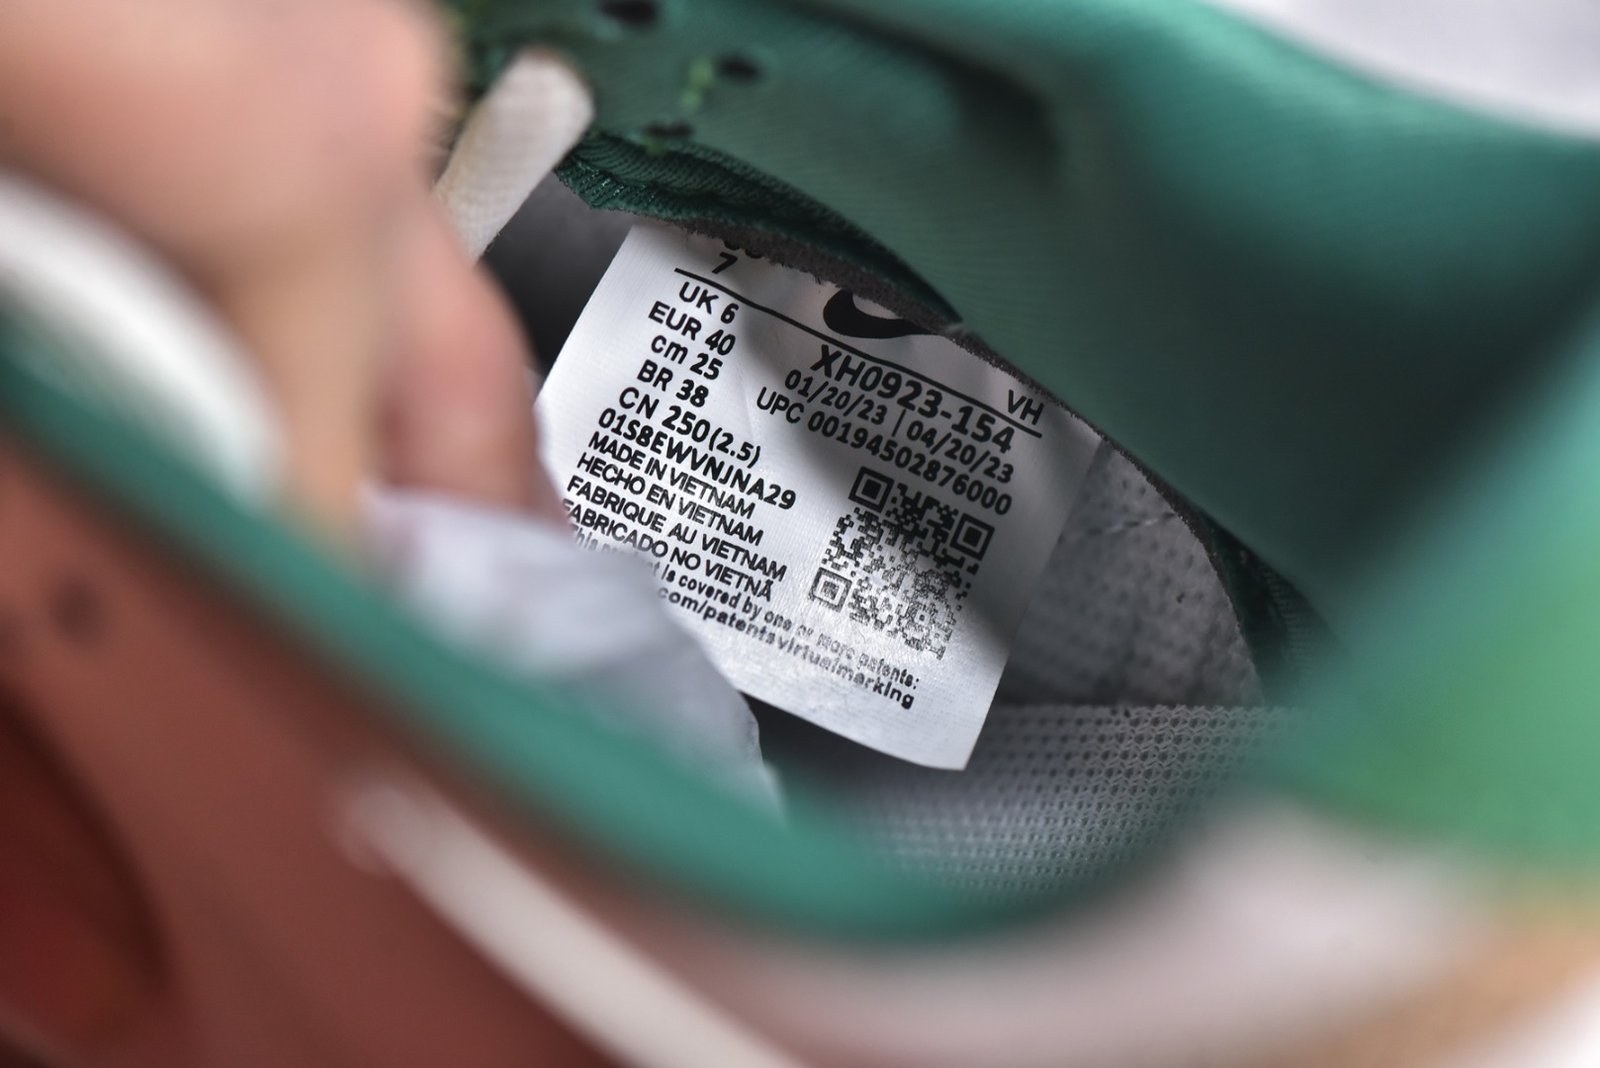 7
UK 6
EUR 40
cm 25
BR 38
CN 250(2.5)
01S8EWVNJNA29
MADE IN VIETNAM
HECHO EN VIETNAM
FABRIQUE AU VIETNAM
FABRICADO NO VIETNÃ
is covered by one or more patents:
com/patentsvirtualmarking
VH
XH0923-154
01/20/23 | 04/20/23
UPC 00194502876000